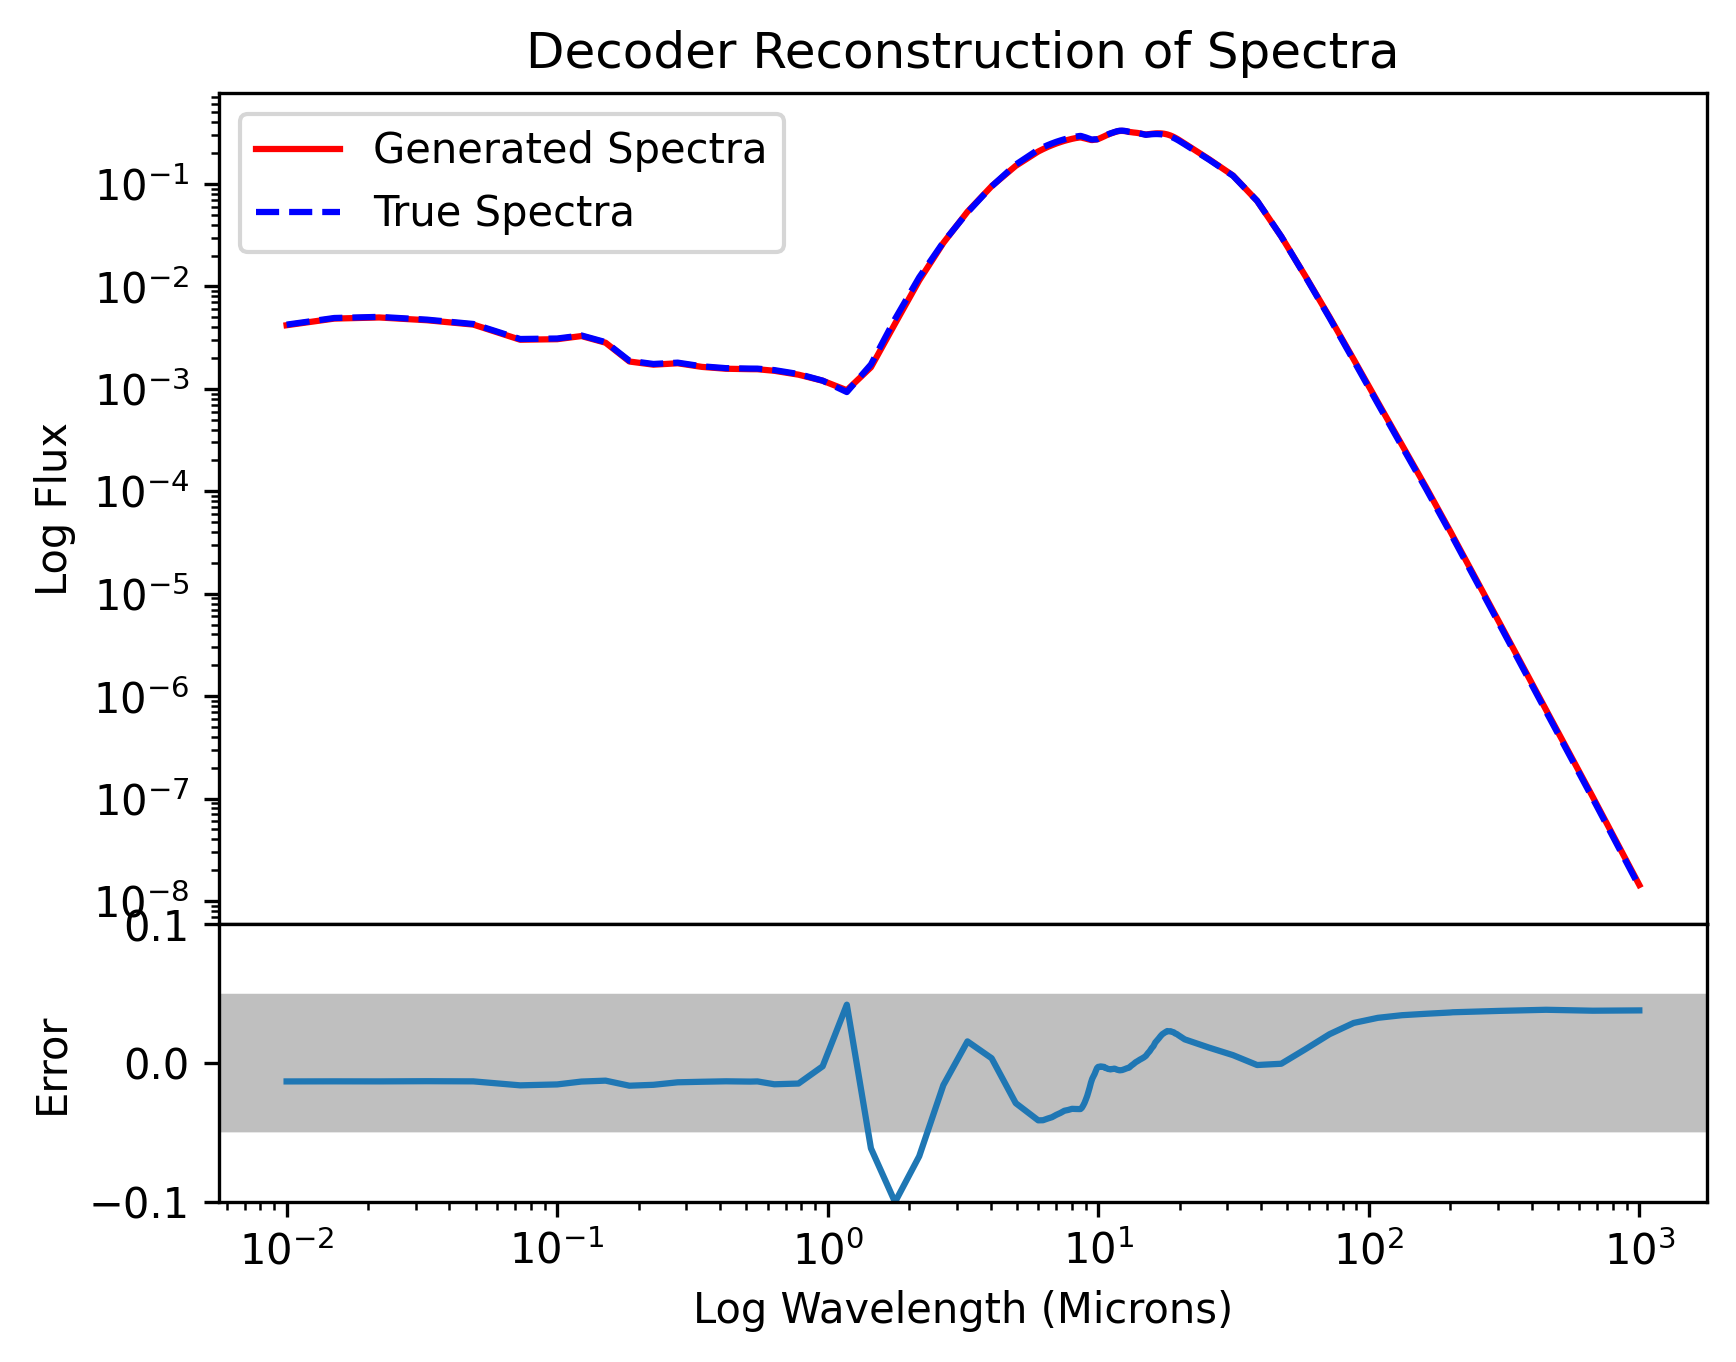 Decoder Reconstruction of Spectra
Generated Spectra
True Spectra
Log Flux
10⁻¹
10⁻²
10⁻³
10⁻⁴
10⁻⁵
10⁻⁶
10⁻⁷
10⁻⁸
Error
0.1
0.0
−0.1
10⁻² 10⁻¹ 10⁰ 10¹ 10² 10³
Log Wavelength (Microns)